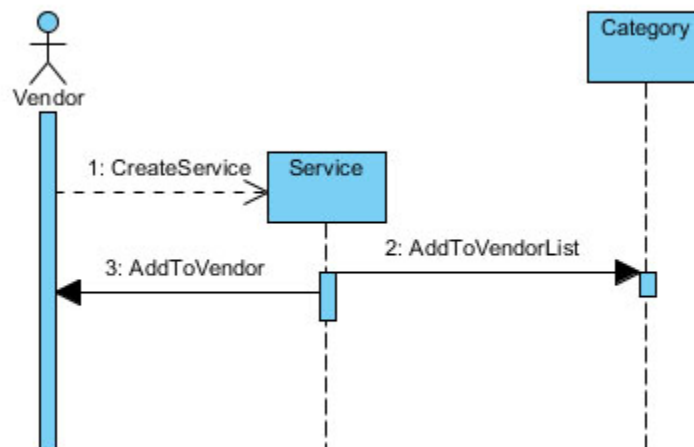 Category
Vendor
1: CreateService
Service
2: AddToVendorList
3: AddToVendor